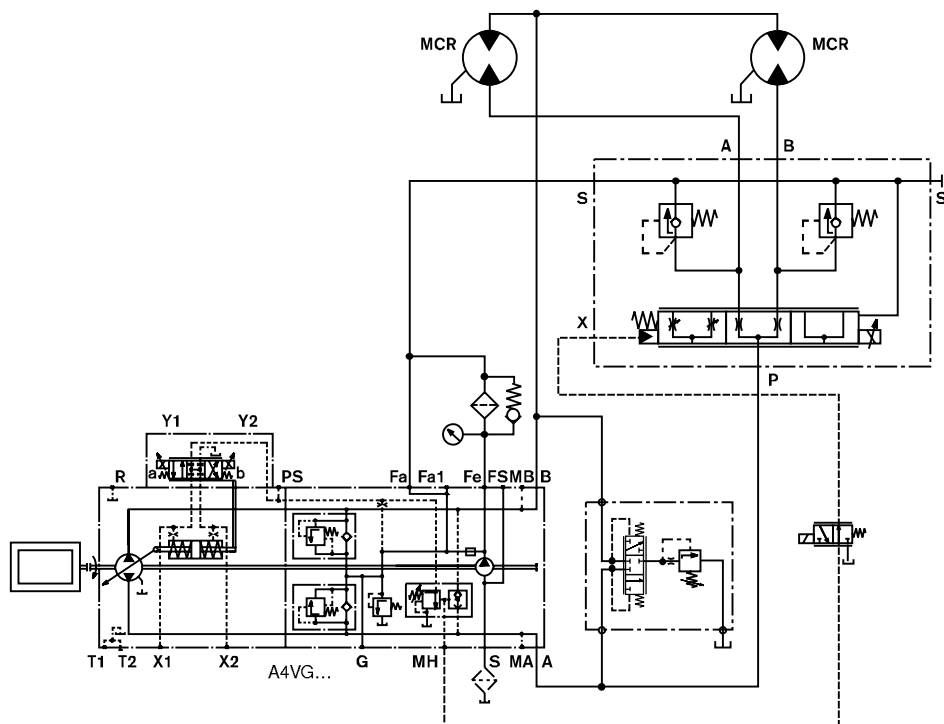 MCR MCR
A B
S S
X
P
Y1 Y2
a b
R PS Fa Fa1 Fe FS MB B
T1 T2 X1 X2 G MH S MA A
A4VG...